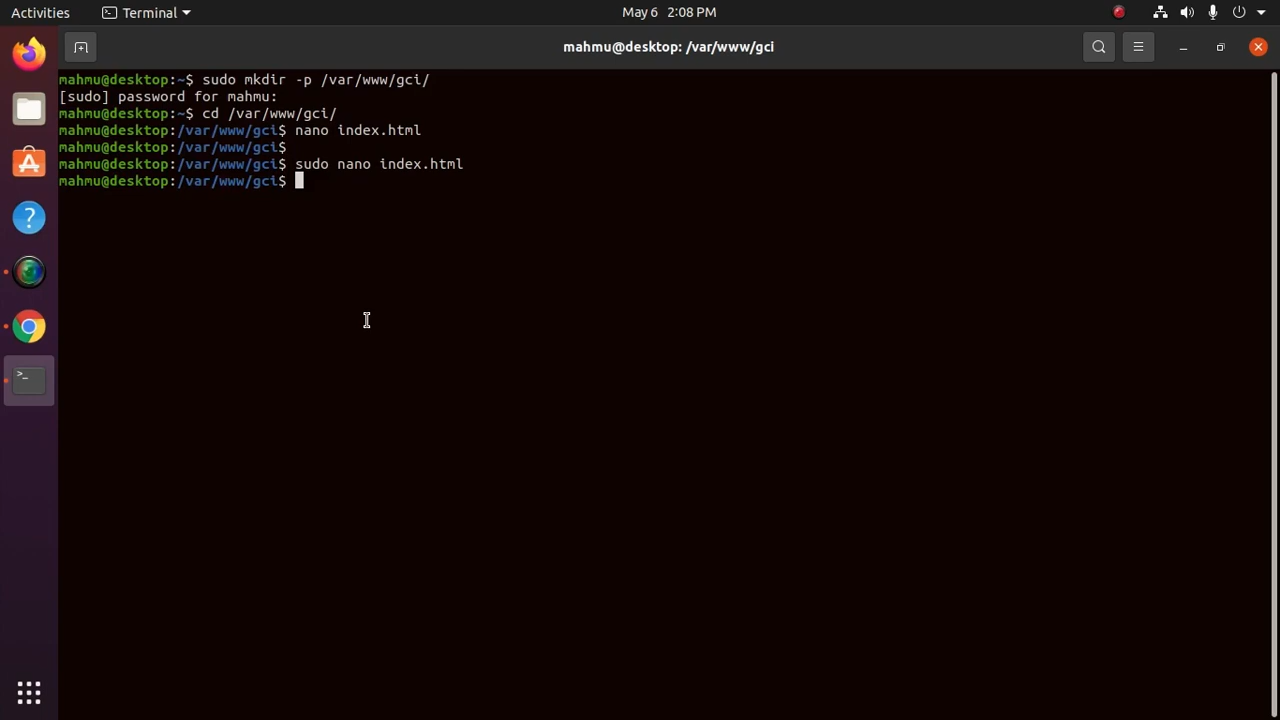 Activities Terminal May 6 2:08 PM
mahmu@desktop: /var/www/gci
mahmu@desktop:~$ sudo mkdir -p /var/www/gci/
[sudo] password for mahmu:
mahmu@desktop:~$ cd /var/www/gci/
mahmu@desktop:/var/www/gci$ nano index.html
mahmu@desktop:/var/www/gci$
mahmu@desktop:/var/www/gci$ sudo nano index.html
mahmu@desktop:/var/www/gci$